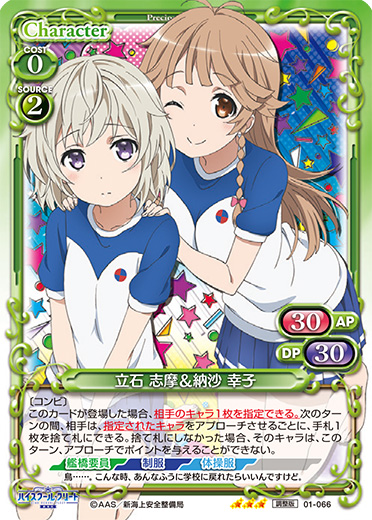 Precio
Character
COST
0
SOURCE
2
30 AP
DP 30
立石 志摩&納沙 幸子
[コンビ]
このカードが登場した場合、相手のキャラ1枚を指定できる。次のター
ンの間、相手は、指定されたキャラをアプローチさせるごとに、手札1
枚を捨て札にできる。捨て札にしなかった場合、そのキャラは、この
ターン、アプローチでポイントを与えることができない。
艦橋要員 制服 体操服
鳥……。こんな時、あんなふうに学校に戻れたらいいんですけど。
ハイスクール・フリート
©AAS/新海上安全整備局
調整版
01-066